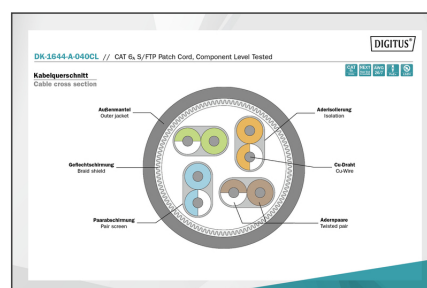 DIGITUS®
DK-1644-A-040CL // CAT 6A S/FTP Patch Cord, Component Level Tested
Kabelquerschnitt
Cable cross section
Außenmantel
Outer jacket
Aderisolierung
Isolation
Geflechtschirmung
Braid shield
Cu-Draht
Cu-Wire
Paarabschirmung
Pair screen
Adernpaare
Twisted pair